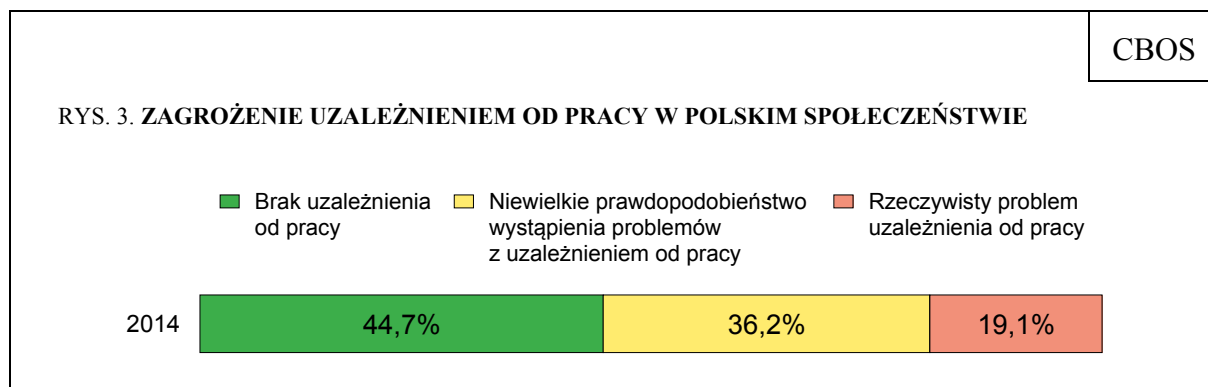 CBOS
RYS. 3. ZAGROŻENIE UZALEŻNIENIEM OD PRACY W POLSKIM SPOŁECZEŃSTWIE
Brak uzależnienia
od pracy
Niewielkie prawdopodobieństwo
wystąpienia problemów
z uzależnieniem od pracy
Rzeczywisty problem
uzależnienia od pracy
2014
44,7%
36,2%
19,1%